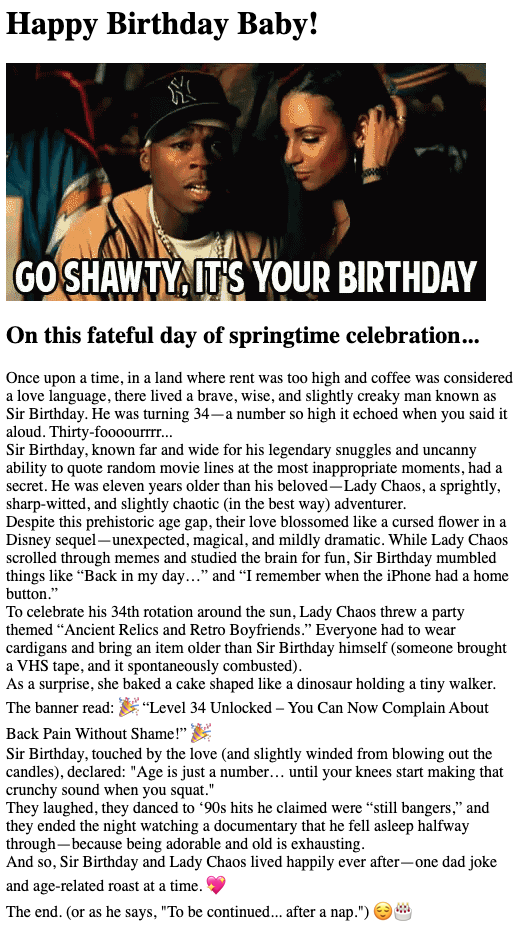 Happy Birthday Baby!
GO SHAWTY, IT'S YOUR BIRTHDAY
On this fateful day of springtime celebration...
Once upon a time, in a land where rent was too high and coffee was considered
a love language, there lived a brave, wise, and slightly creaky man known as
Sir Birthday. He was turning 34—a number so high it echoed when you said it
aloud. Thirty-foooourrrr...
Sir Birthday, known far and wide for his legendary snuggles and uncanny
ability to quote random movie lines at the most inappropriate moments, had a
secret. He was eleven years older than his beloved—Lady Chaos, a sprightly,
sharp-witted, and slightly chaotic (in the best way) adventurer.
Despite this prehistoric age gap, their love blossomed like a cursed flower in a
Disney sequel—unexpected, magical, and mildly dramatic. While Lady Chaos
scrolled through memes and studied the brain for fun, Sir Birthday mumbled
things like “Back in my day…” and “I remember when the iPhone had a home
button.”
To celebrate his 34th rotation around the sun, Lady Chaos threw a party
themed “Ancient Relics and Retro Boyfriends.” Everyone had to wear
cardigans and bring an item older than Sir Birthday himself (someone brought
a VHS tape, and it spontaneously combusted).
As a surprise, she baked a cake shaped like a dinosaur holding a tiny walker.
The banner read: 🎉 “Level 34 Unlocked – You Can Now Complain About
Back Pain Without Shame!” 🎉
Sir Birthday, touched by the love (and slightly winded from blowing out the
candles), declared: "Age is just a number… until your knees start making that
crunchy sound when you squat."
They laughed, they danced to ‘90s hits he claimed were “still bangers,” and
they ended the night watching a documentary that he fell asleep halfway
through—because being adorable and old is exhausting.
And so, Sir Birthday and Lady Chaos lived happily ever after—one dad joke
and age-related roast at a time. 💖
The end. (or as he says, "To be continued... after a nap.") 😌🎂